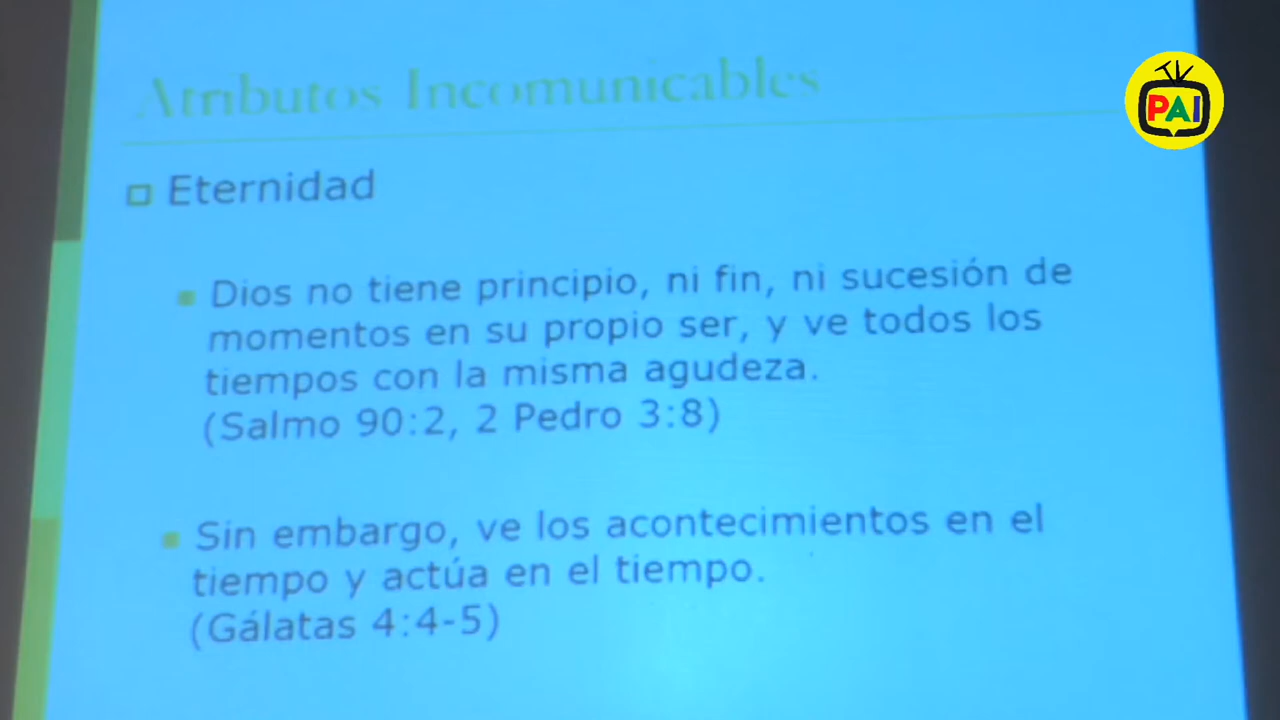 Atributos Incomunicables
PAI
Eternidad
Dios no tiene principio, ni fin, ni sucesión de
momentos en su propio ser, y ve todos los
tiempos con la misma agudeza.
(Salmo 90:2, 2 Pedro 3:8)
Sin embargo, ve los acontecimientos en el
tiempo y actúa en el tiempo.
(Gálatas 4:4-5)